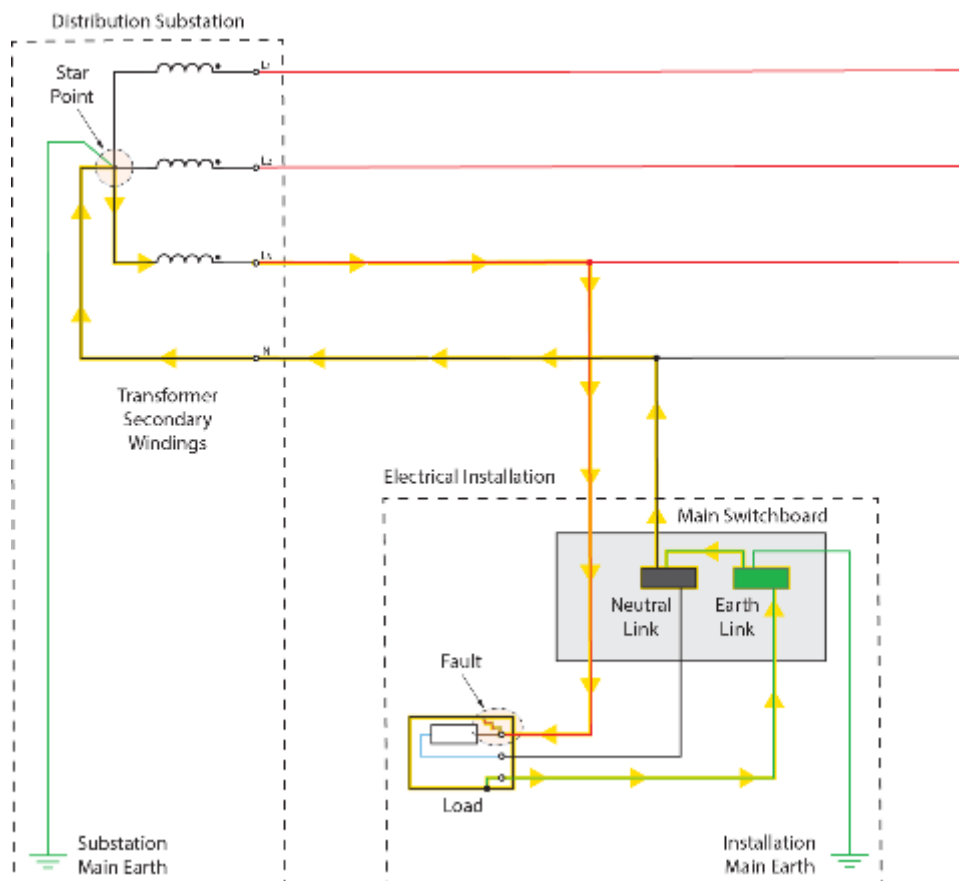 Distribution Substation
Star
Point
L₁
L₂
L₃
N
Transformer
Secondary
Windings
Electrical Installation
Main Switchboard
Neutral
Link
Earth
Link
Fault
Load
Substation
Main Earth
Installation
Main Earth